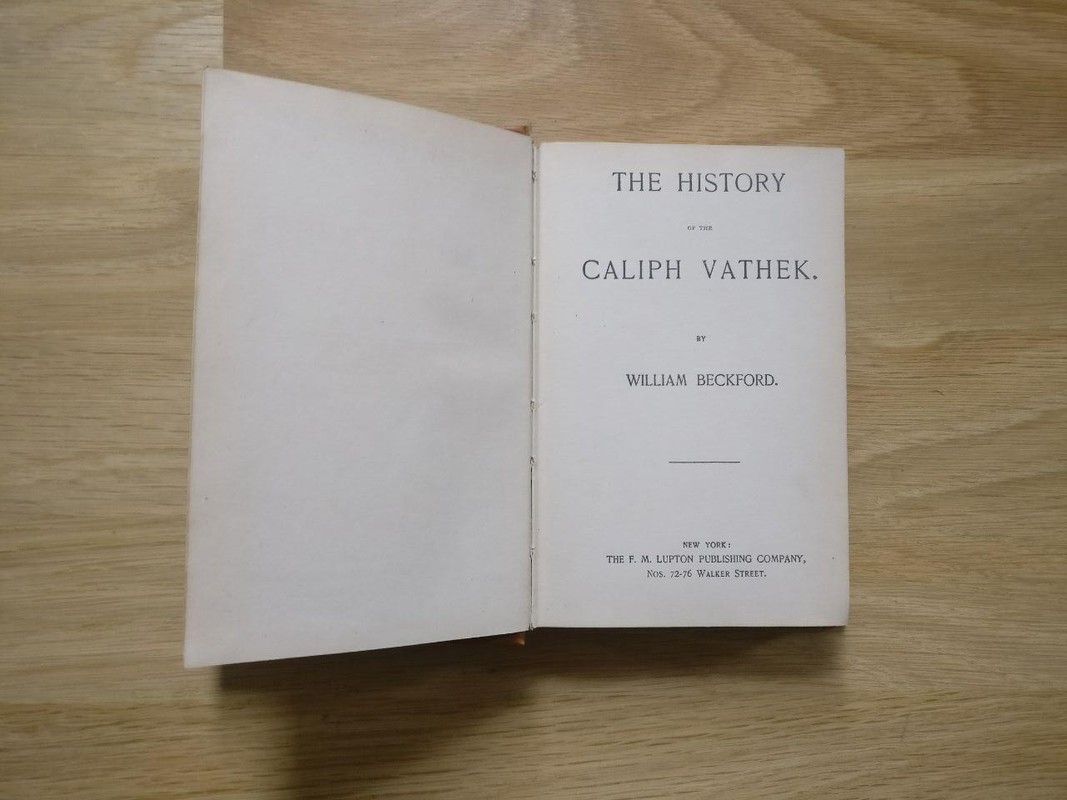 THE HISTORY
OF THE
CALIPH VATHEK.
BY
WILLIAM BECKFORD.
NEW YORK:
THE F. M. LUPTON PUBLISHING COMPANY,
Nos. 72-76 Walker Street.